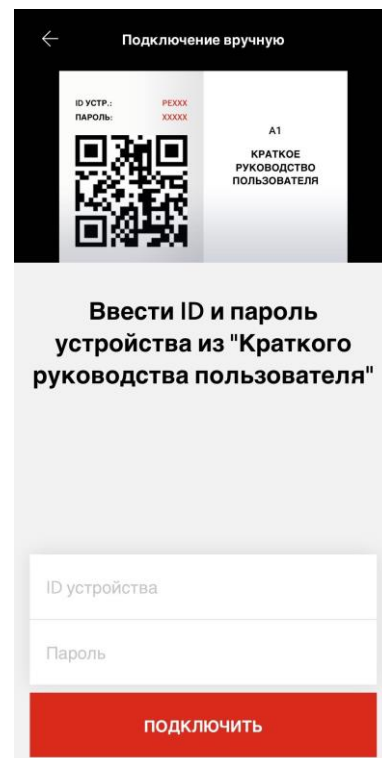 Подключение вручную
ID УСТР.: PEXXX
ПАРОЛЬ: XXXXX
A1
КРАТКОЕ
РУКОВОДСТВО
ПОЛЬЗОВАТЕЛЯ
Ввести ID и пароль
устройства из "Краткого
руководства пользователя"
ID устройства
Пароль
ПОДКЛЮЧИТЬ